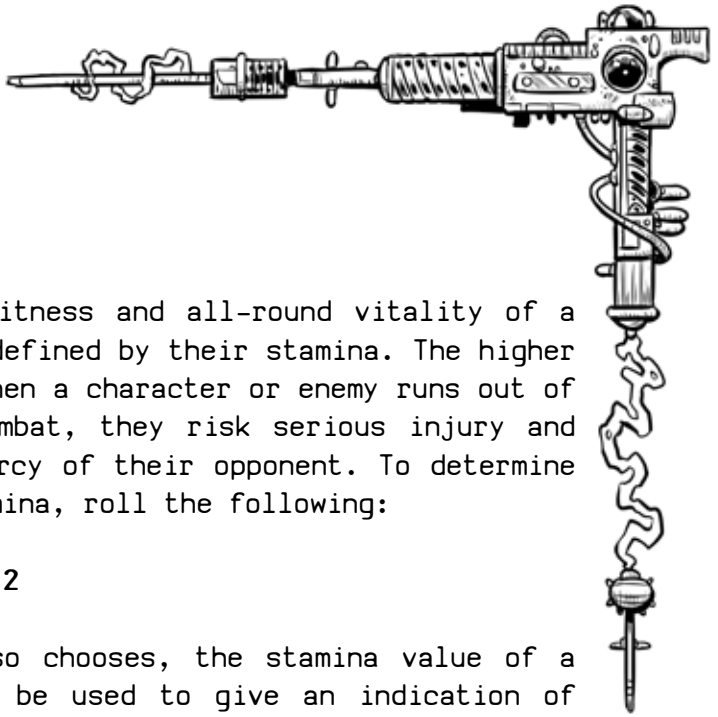 itness and all-round vitality of a
defined by their stamina. The higher
hen a character or enemy runs out of
mbat, they risk serious injury and
rcy of their opponent. To determine
mina, roll the following:
2
so chooses, the stamina value of a
be used to give an indication of